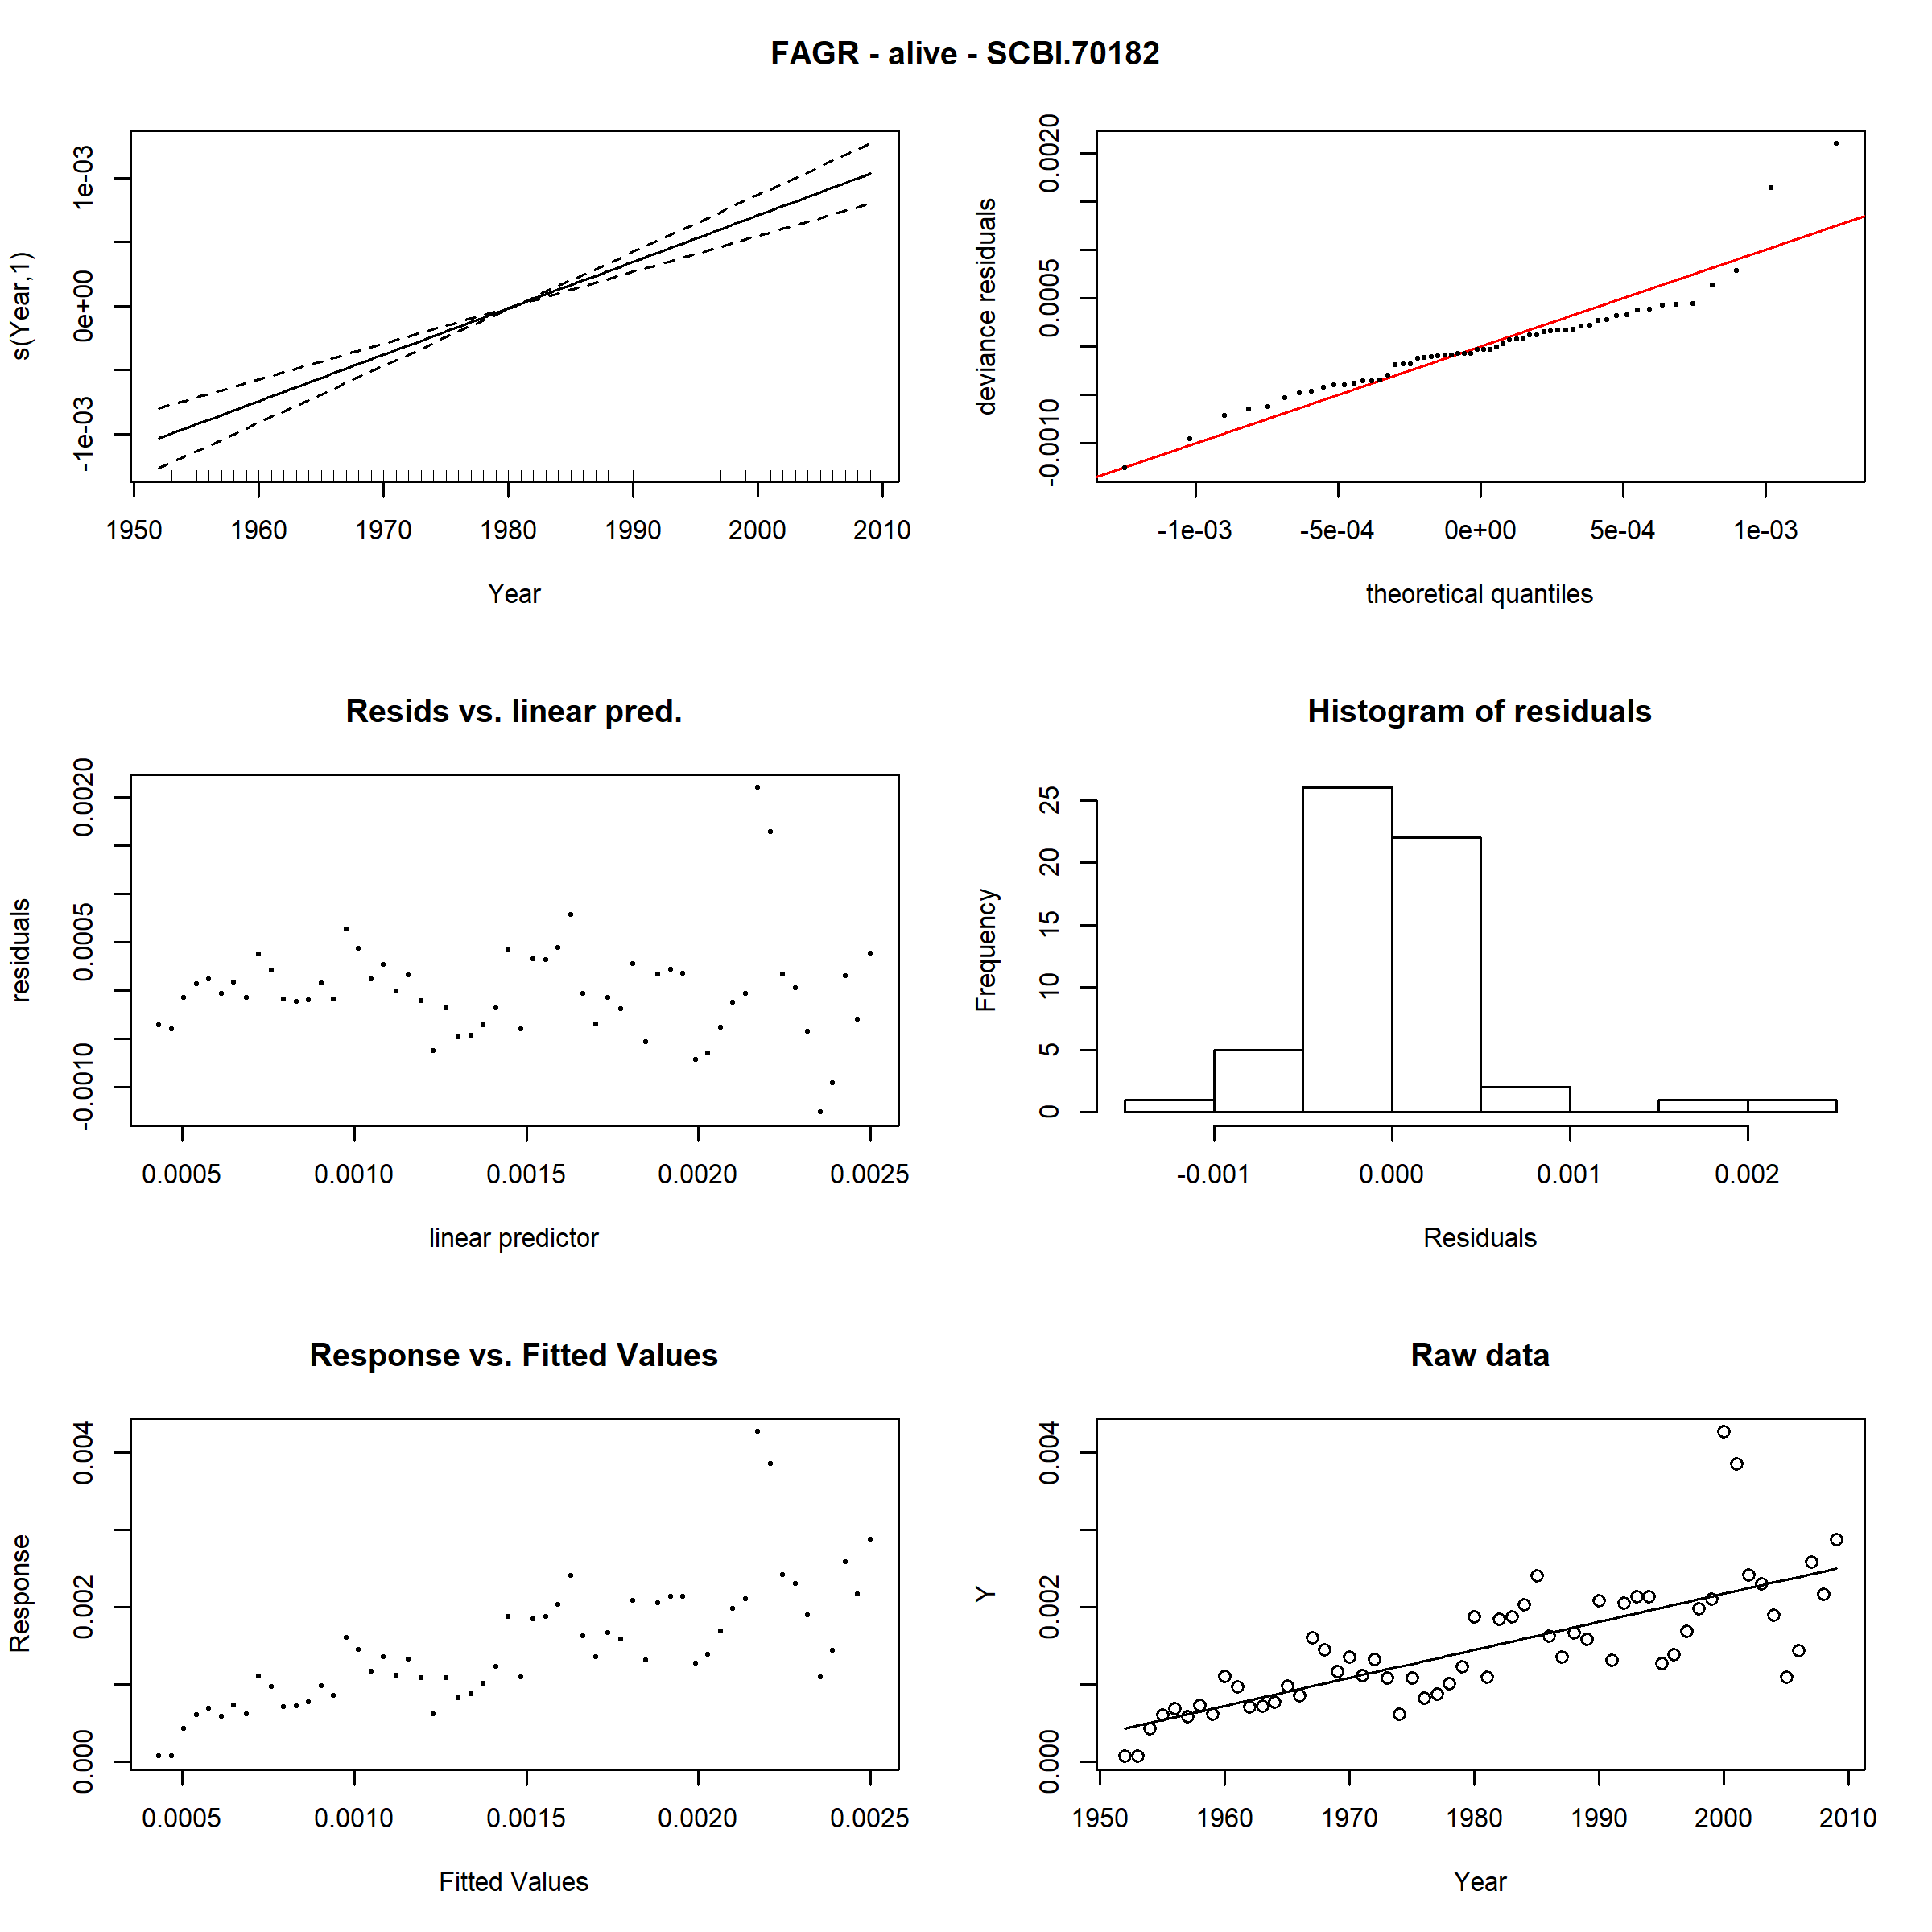 FAGR - alive - SCBI.70182
s(Year,1)
1e-03
0e+00
-1e-03
1950 1960 1970 1980 1990 2000 2010
Year
deviance residuals
0.0020
0.0005
-0.0010
-1e-03 -5e-04 0e+00 5e-04 1e-03
theoretical quantiles
Resids vs. linear pred.
residuals
0.0020
0.0005
-0.0010
0.0005 0.0010 0.0015 0.0020 0.0025
linear predictor
Histogram of residuals
Frequency
25
20
15
10
5
0
-0.001 0.000 0.001 0.002
Residuals
Response vs. Fitted Values
Response
0.004
0.002
0.000
0.0005 0.0010 0.0015 0.0020 0.0025
Fitted Values
Raw data
Y
0.004
0.002
0.000
1950 1960 1970 1980 1990 2000 2010
Year